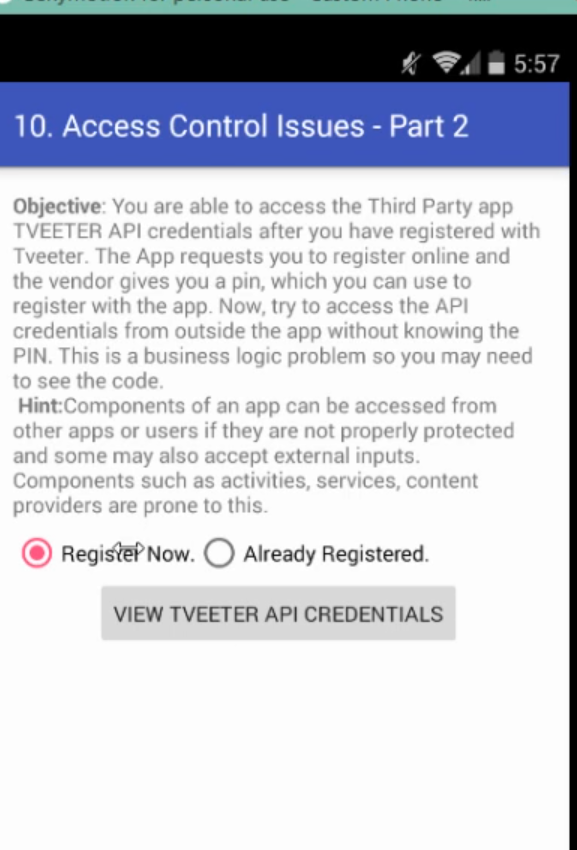 5:57
10. Access Control Issues - Part 2
Objective: You are able to access the Third Party app
TVEETER API credentials after you have registered with
Tveeter. The App requests you to register online and
the vendor gives you a pin, which you can use to
register with the app. Now, try to access the API
credentials from outside the app without knowing the
PIN. This is a business logic problem so you may need
to see the code.
Hint:Components of an app can be accessed from
other apps or users if they are not properly protected
and some may also accept external inputs.
Components such as activities, services, content
providers are prone to this.
Register Now. Already Registered.
VIEW TVEETER API CREDENTIALS